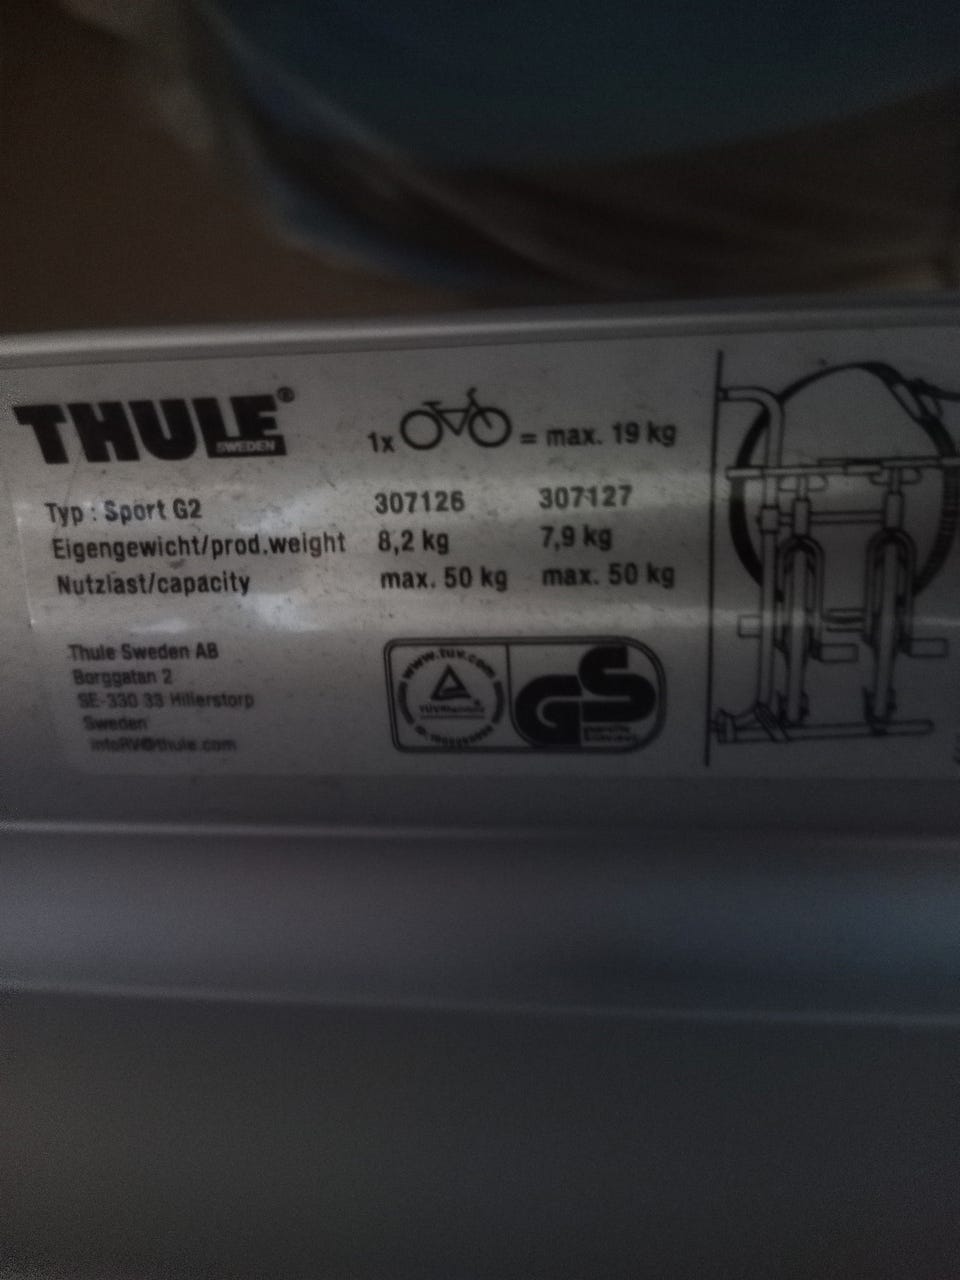 THULE®
SWEDEN
1x = max. 19 kg
Typ : Sport G2 307126 307127
Eigengewicht/prod.weight 8,2 kg 7,9 kg
Nutzlast/capacity max. 50 kg max. 50 kg
Thule Sweden AB
Borggatan 2
SE-330 33 Hillerstorp
Sweden
infoRV@thule.com
www.tuv.com
TÜVRheinland
GS